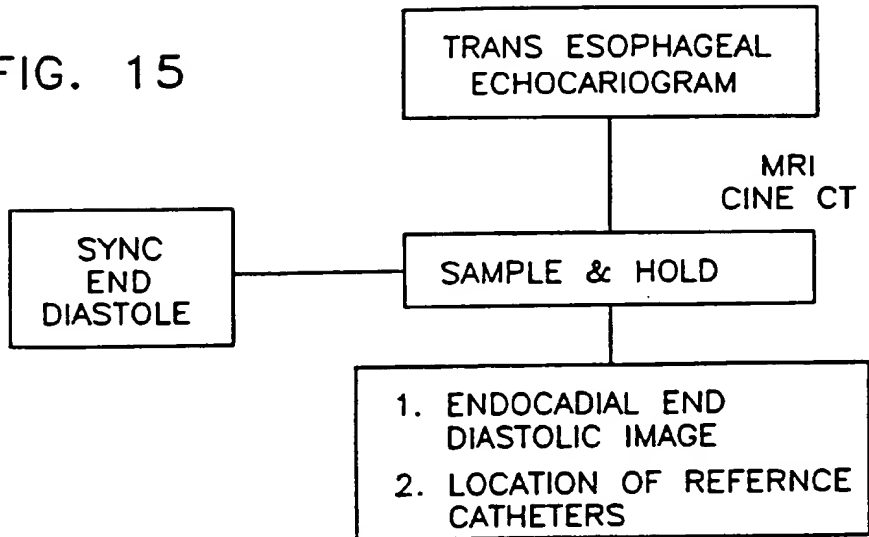 FIG. 15
TRANS ESOPHAGEAL
ECHOCARIOGRAM
MRI
CINE CT
SYNC
END
DIASTOLE
SAMPLE & HOLD
1. ENDOCADIAL END
DIASTOLIC IMAGE
2. LOCATION OF REFERNCE
CATHETERS